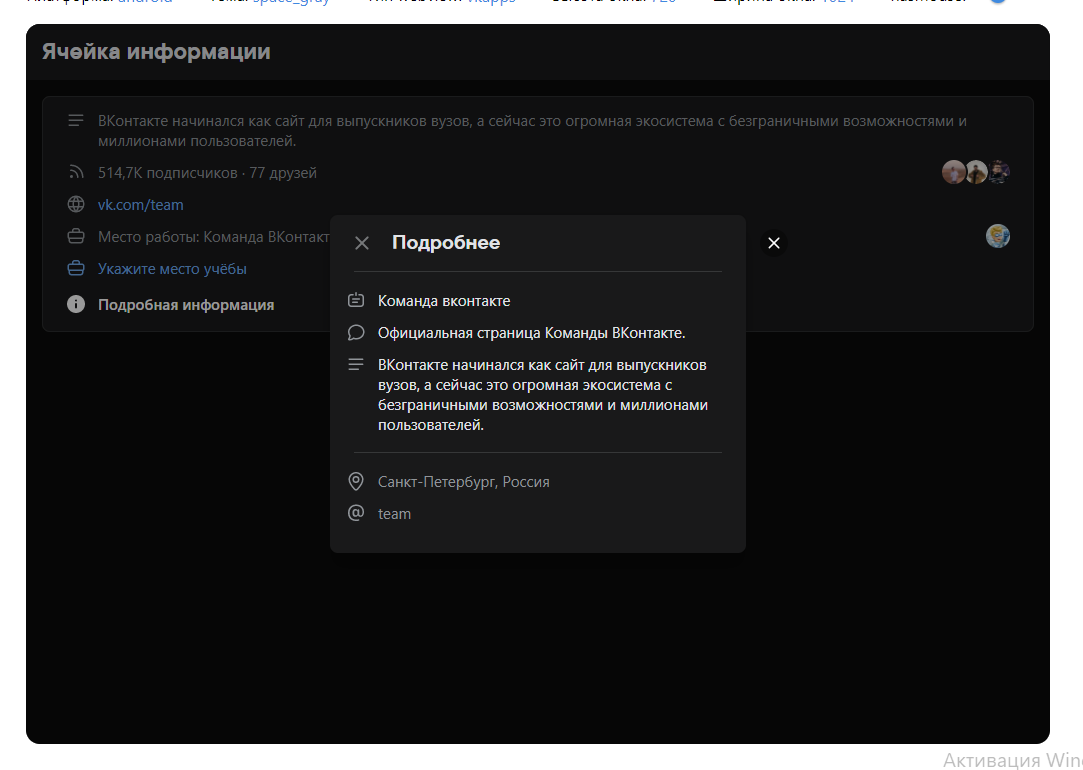 android
space_gray
Ячейка информации
ВКонтакте начинался как сайт для выпускников вузов, а сейчас это огромная экосистема с безграничными возможностями и
миллионами пользователей.
514,7K подписчиков · 77 друзей
vk.com/team
Место работы: Команда ВКонтакт
Укажите место учёбы
Подробная информация
Подробнее
Команда вконтакте
Официальная страница Команды ВКонтакте.
ВКонтакте начинался как сайт для выпускников
вузов, а сейчас это огромная экосистема с
безграничными возможностями и миллионами
пользователей.
Санкт-Петербург, Россия
team
Активация Win